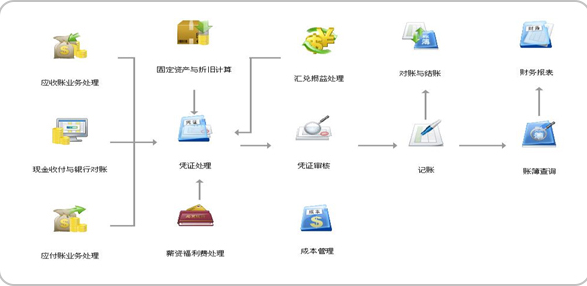 应收账业务处理
固定资产与折旧计算
汇兑损益处理
对账与结账
财务报表
现金收付与银行对账
凭证处理
凭证审核
记账
账簿查询
应付账业务处理
薪资福利费处理
成本管理